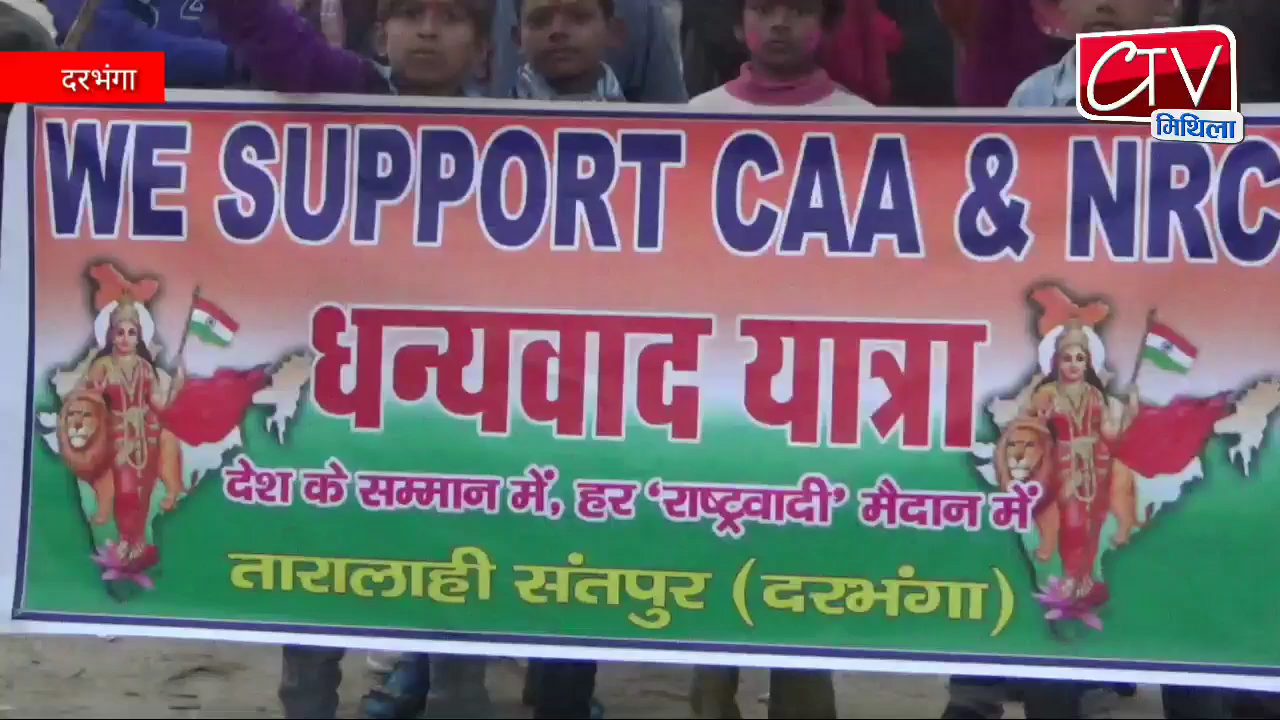 दरभंगा
CTV
मिथिला
WE SUPPORT CAA & NRC
धन्यवाद यात्रा
देश के सम्मान में, हर ‘राष्ट्रवादी’ मैदान में
तारालाही संतपुर (दरभंगा)